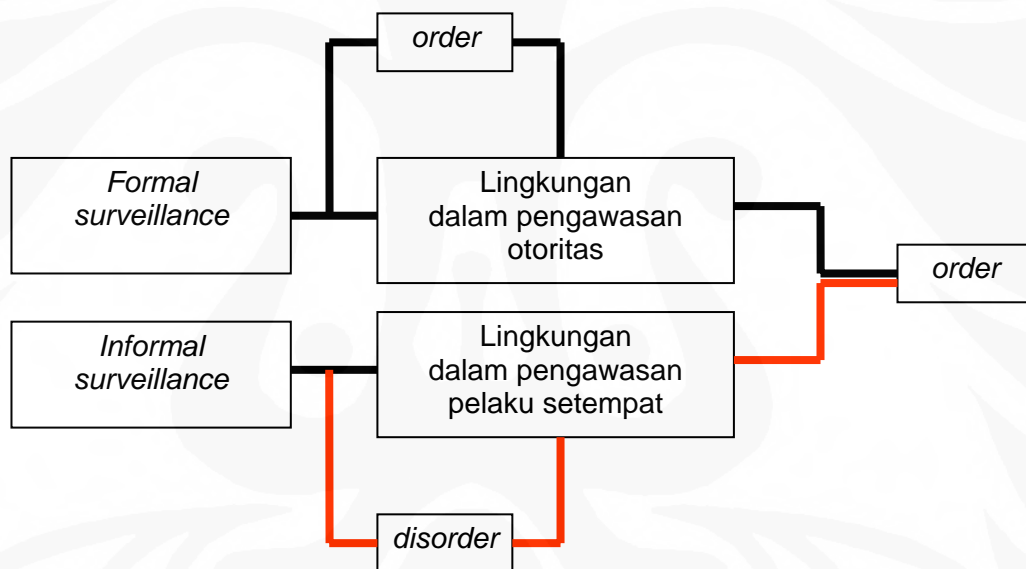 order
Formal
surveillance
Lingkungan
dalam pengawasan
otoritas
order
Informal
surveillance
Lingkungan
dalam pengawasan
pelaku setempat
disorder